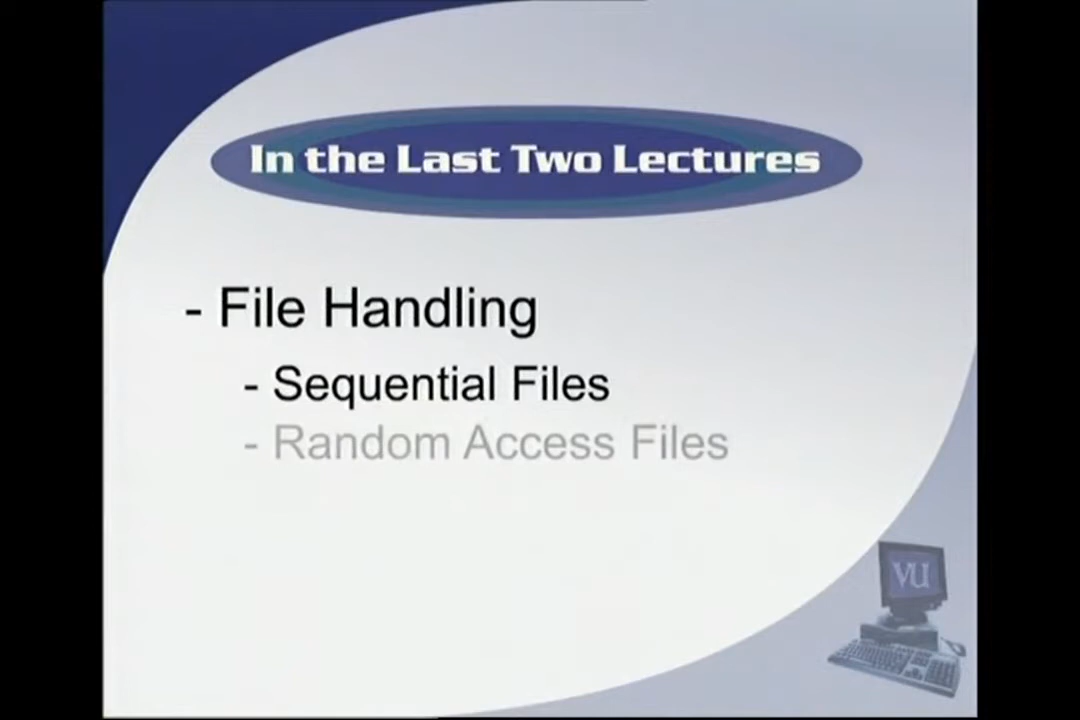 In the Last Two Lectures
- File Handling
- Sequential Files
- Random Access Files
VU